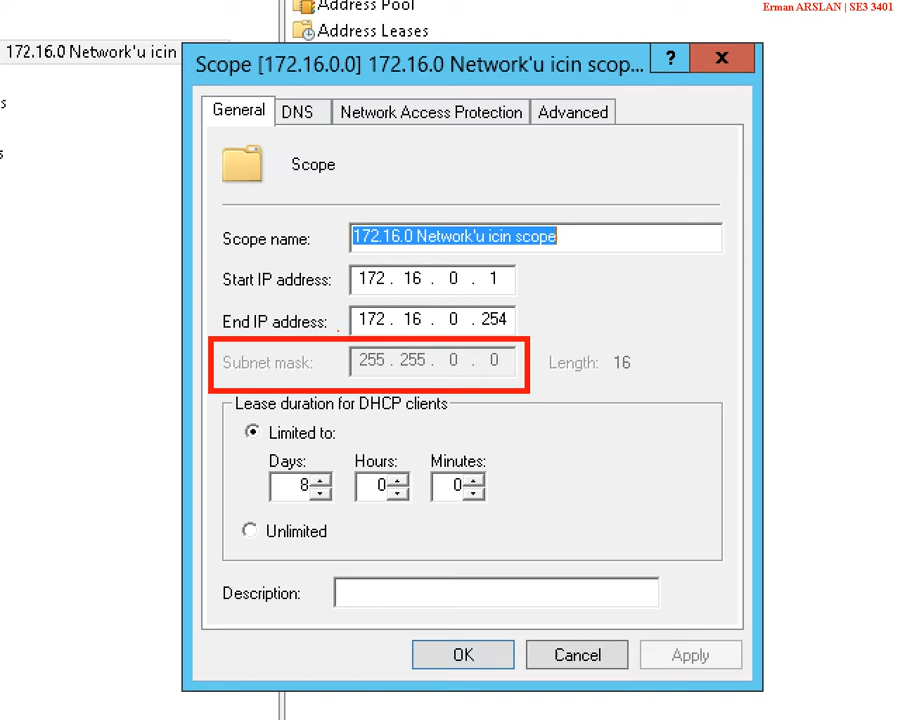 Erman ARSLAN | SE3 3401
Address Pool
Address Leases
172.16.0 Network'u icin
s
s
Scope [172.16.0.0] 172.16.0 Network'u icin scop...
? x
General DNS Network Access Protection Advanced
Scope
Scope name: 172.16.0 Network'u icin scope
Start IP address: 172 . 16 . 0 . 1
End IP address: 172 . 16 . 0 . 254
Subnet mask: 255 . 255 . 0 . 0 Length: 16
Lease duration for DHCP clients
Limited to:
Days: Hours: Minutes:
8 0 0
Unlimited
Description:
OK Cancel Apply